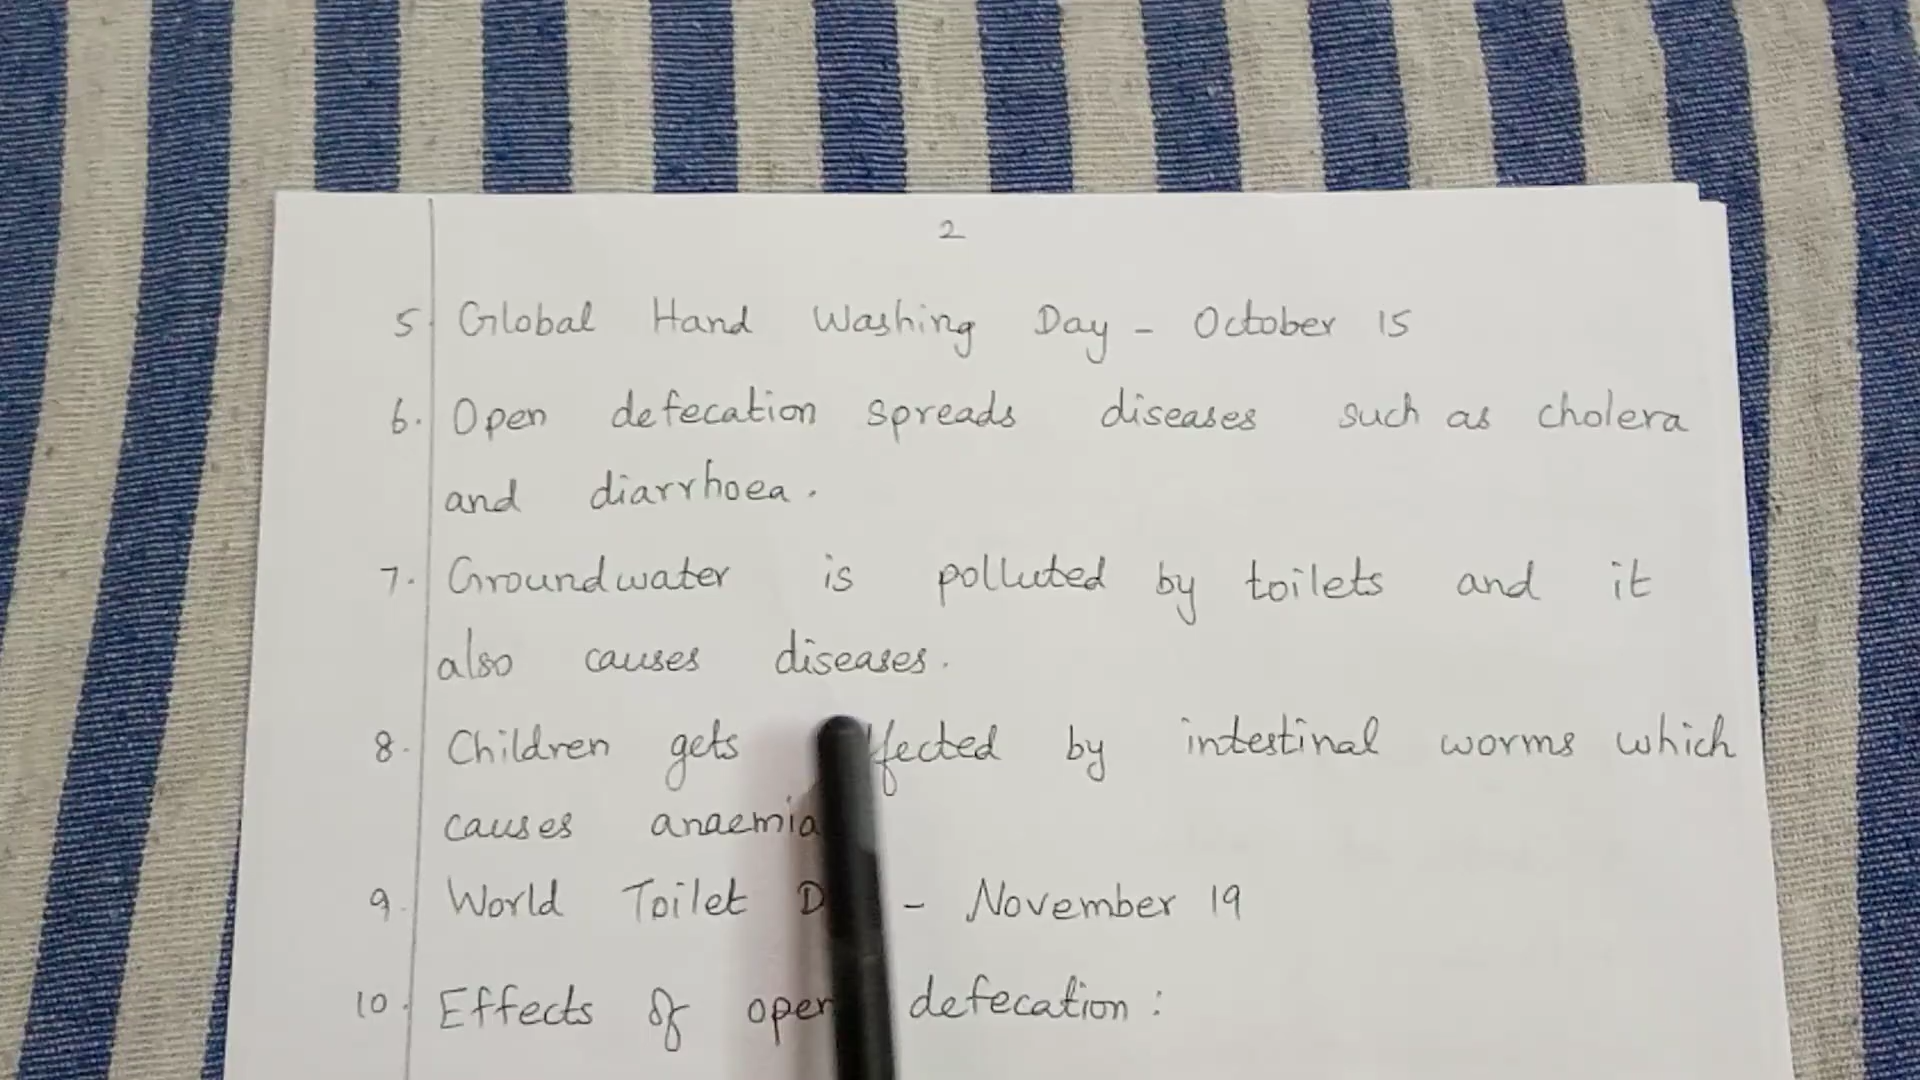 2
5. Global Hand Washing Day - October 15
6. Open defecation spreads diseases such as cholera
and diarrhoea.
7. Groundwater is polluted by toilets and it
also causes diseases.
8. Children gets by intestinal worms which
causes anaemia
9. World Toilet - November 19
10. Effects of open defecation: